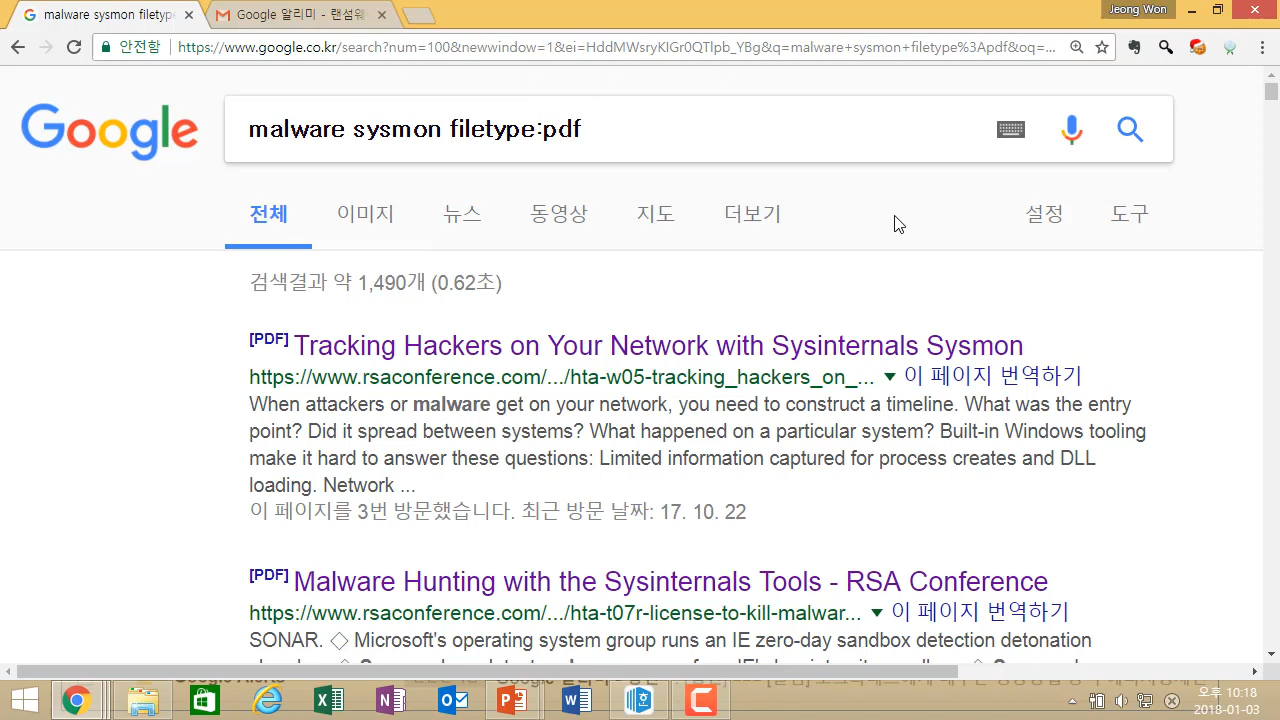 malware sysmon filetype
Google 알리미 - 랜섬웨
Jeong Won
안전함
https://www.google.co.kr/search?num=100&newwindow=1&ei=HddMWsryKIGr0QTlpb_YBg&q=malware+sysmon+filetype%3Apdf&oq=...
Google
malware sysmon filetype:pdf
전체 이미지 뉴스 동영상 지도 더보기 설정 도구
검색결과 약 1,490개 (0.62초)
[PDF] Tracking Hackers on Your Network with Sysinternals Sysmon
https://www.rsaconference.com/.../hta-w05-tracking_hackers_on_... ▼ 이 페이지 번역하기
When attackers or malware get on your network, you need to construct a timeline. What was the entry
point? Did it spread between systems? What happened on a particular system? Built-in Windows tooling
make it hard to answer these questions: Limited information captured for process creates and DLL
loading. Network ...
이 페이지를 3번 방문했습니다. 최근 방문 날짜: 17. 10. 22
[PDF] Malware Hunting with the Sysinternals Tools - RSA Conference
https://www.rsaconference.com/.../hta-t07r-license-to-kill-malwar... ▼ 이 페이지 번역하기
SONAR. ◇ Microsoft's operating system group runs an IE zero-day sandbox detection detonation
오후 10:18
2018-01-03